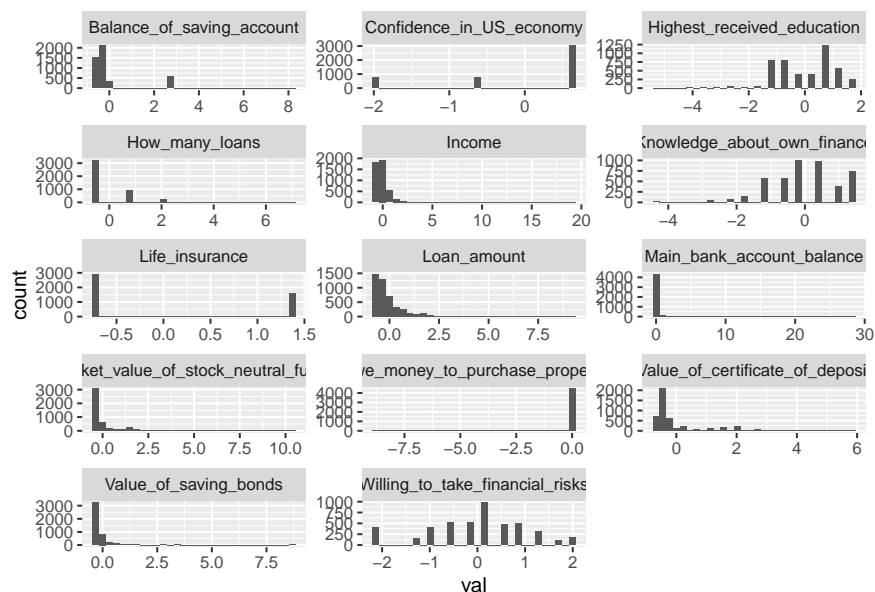 Balance_of_saving_account
2000
1500
1000
500
0
0 2 4 6 8
Confidence_in_US_economy
3000
2000
1000
0
−2 −1 0
Highest_received_education
1250
1000
750
500
250
0
−4 −2 0 2
How_many_loans
3000
2000
1000
0
0 2 4 6
Income
2000
1500
1000
500
0
0 5 10 15 20
Knowledge_about_own_finance
1000
750
500
250
0
−4 −2 0
Life_insurance
3000
2000
1000
0
−0.5 0.0 0.5 1.0 1.5
Loan_amount
1500
1000
500
0
0.0 2.5 5.0 7.5
Main_bank_account_balance
4000
3000
2000
1000
0
0 10 20 30
ket_value_of_stock_neutral_fu
3000
2000
1000
0
0.0 2.5 5.0 7.5 10.0
ve_money_to_purchase_prope
4000
3000
2000
1000
0
−7.5 −5.0 −2.5 0.0
Value_of_certificate_of_deposi
2000
1500
1000
500
0
0 2 4 6
Value_of_saving_bonds
3000
2000
1000
0
0.0 2.5 5.0 7.5
Willing_to_take_financial_risks
1000
750
500
250
0
−2 −1 0 1 2
count
val